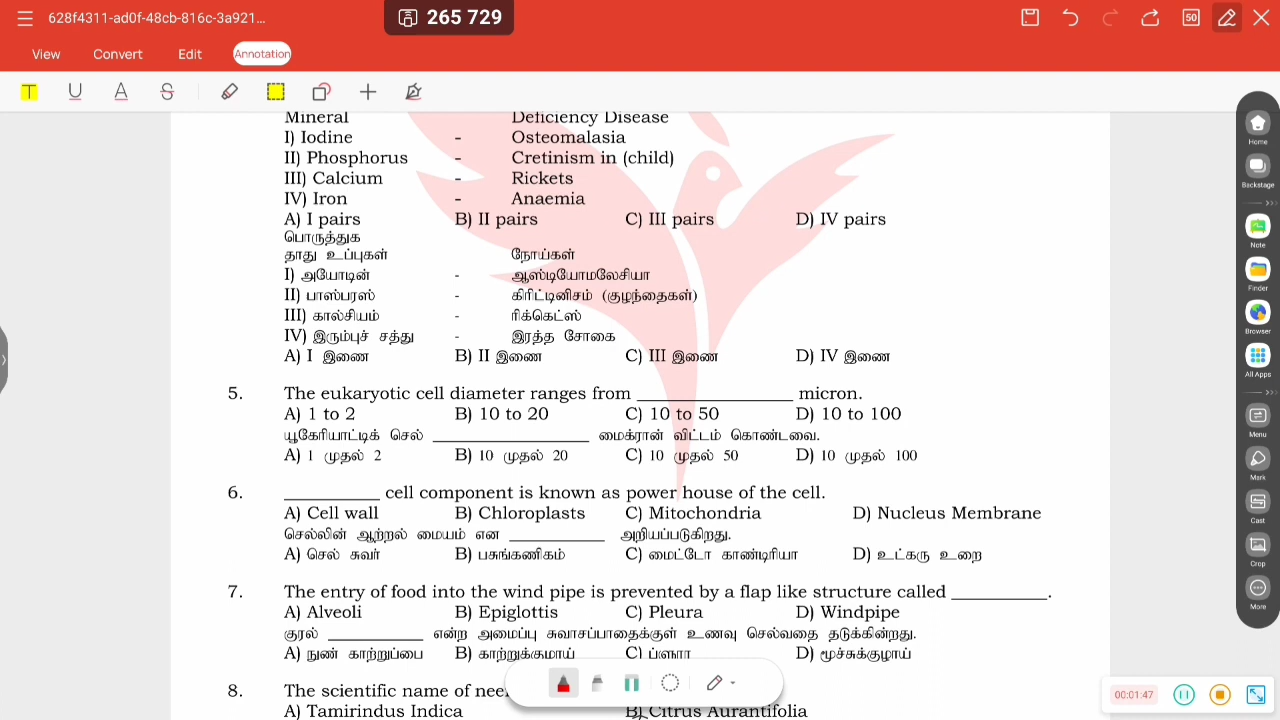 628f4311-ad0f-48cb-816c-3a921...
265 729
50
View Convert Edit Annotation
T U A S
Mineral Deficiency Disease
I) Iodine - Osteomalasia
II) Phosphorus - Cretinism in (child)
III) Calcium - Rickets
IV) Iron - Anaemia
A) I pairs B) II pairs C) III pairs D) IV pairs
பொருத்துக
தாது உப்புகள் நோய்கள்
I) அயோடின் - ஆஸ்டியோமலேசியா
II) பாஸ்பரஸ் - கிரிட்டினிசம் (குழந்தைகள்)
III) கால்சியம் - ரிக்கெட்ஸ்
IV) இரும்புச் சத்து - இரத்த சோகை
A) I இணை B) II இணை C) III இணை D) IV இணை
5. The eukaryotic cell diameter ranges from ________________ micron.
A) 1 to 2 B) 10 to 20 C) 10 to 50 D) 10 to 100
யூகேரியாட்டிக் செல் ________________ மைக்ரான் விட்டம் கொண்டவை.
A) 1 முதல் 2 B) 10 முதல் 20 C) 10 முதல் 50 D) 10 முதல் 100
6. __________ cell component is known as power house of the cell.
A) Cell wall B) Chloroplasts C) Mitochondria D) Nucleus Membrane
செல்லின் ஆற்றல் மையம் என __________ அறியப்படுகிறது.
A) செல் சுவர் B) பசுங்கணிகம் C) மைட்டோ காண்டிரியா D) உட்கரு உறை
7. The entry of food into the wind pipe is prevented by a flap like structure called __________.
A) Alveoli B) Epiglottis C) Pleura D) Windpipe
குரல் __________ என்ற அமைப்பு சுவாசப்பாதைக்குள் உணவு செல்வதை தடுக்கின்றது.
A) நுண் காற்றுப்பை B) காற்றுக்குழாய் C) ப்ளூரா D) மூச்சுக்குழாய்
8. The scientific name of
A) Tamirindus Indica B) Citrus Aurantifolia
Home
Backstage
Note
Finder
Browser
All Apps
Menu
Mark
Cast
Crop
More
00:01:47